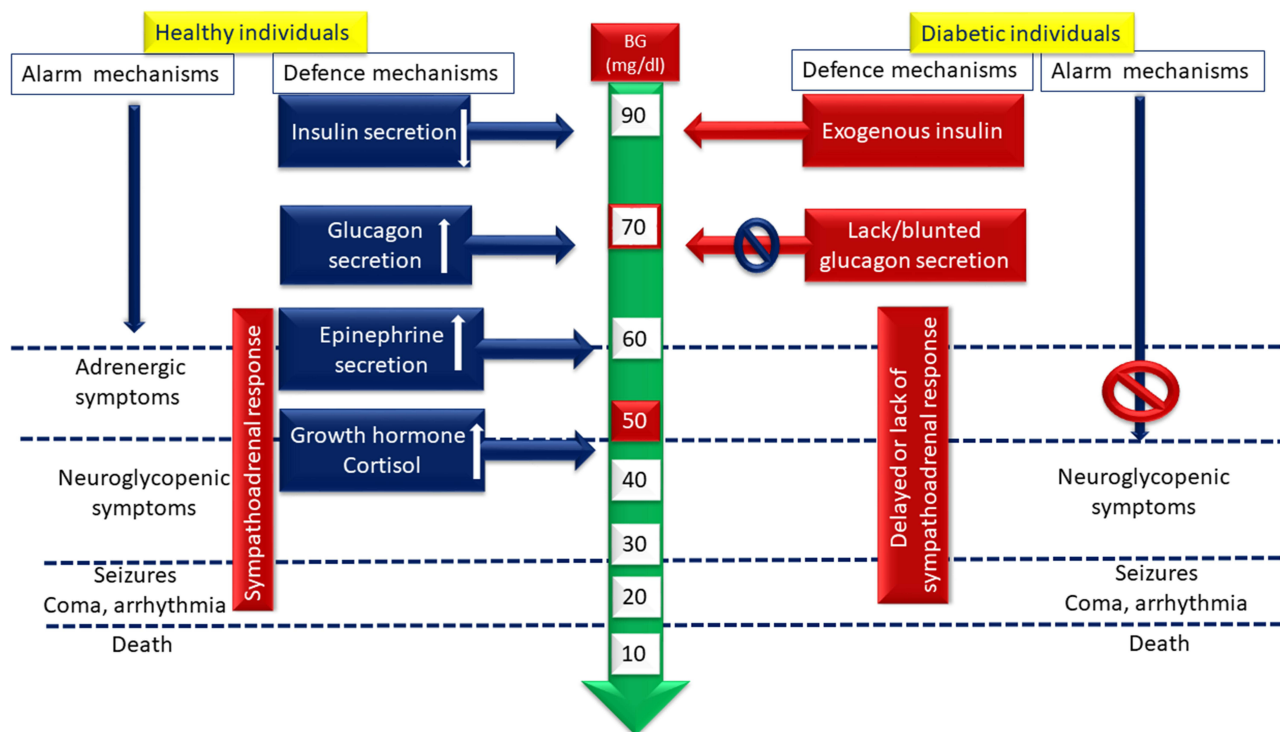 Healthy individuals
Alarm mechanisms
Defence mechanisms
BG
(mg/dl)
Diabetic individuals
Defence mechanisms
Alarm mechanisms
Insulin secretion
90
Exogenous insulin
Glucagon
secretion
70
Lack/blunted
glucagon secretion
Epinephrine
secretion
60
Adrenergic
symptoms
Sympathoadrenal response
Delayed or lack of
sympathoadrenal response
50
Growth hormone
Cortisol
Neuroglycopenic
symptoms
40
Neuroglycopenic
symptoms
30
Seizures
Coma, arrhythmia
20
Seizures
Coma, arrhythmia
Death
10
Death